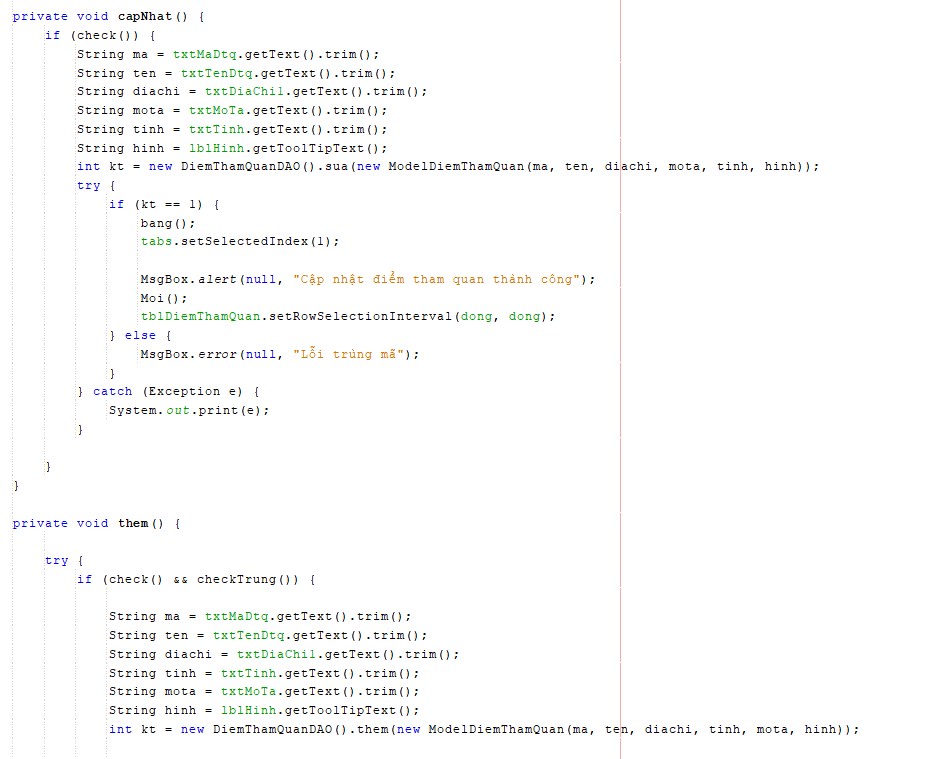 private void capNhat() {
    if (check()) {
        String ma = txtMaDtq.getText().trim();
        String ten = txtTenDtq.getText().trim();
        String diachi = txtDiaChi1.getText().trim();
        String mota = txtMoTa.getText().trim();
        String tinh = txtTinh.getText().trim();
        String hinh = lblHinh.getToolTipText();
        int kt = new DiemThamQuanDAO().sua(new ModelDiemThamQuan(ma, ten, diachi, mota, tinh, hinh));
        try {
            if (kt == 1) {
                bang();
                tabs.setSelectedIndex(1);

                MsgBox.alert(null, "Cập nhật điểm tham quan thành công");
                Moi();
                tblDiemThamQuan.setRowSelectionInterval(dong, dong);
            } else {
                MsgBox.error(null, "Lỗi trùng mã");
            }
        } catch (Exception e) {
            System.out.print(e);
        }

    }
}

private void them() {

    try {
        if (check() && checkTrung()) {

            String ma = txtMaDtq.getText().trim();
            String ten = txtTenDtq.getText().trim();
            String diachi = txtDiaChi1.getText().trim();
            String tinh = txtTinh.getText().trim();
            String mota = txtMoTa.getText().trim();
            String hinh = lblHinh.getToolTipText();
            int kt = new DiemThamQuanDAO().them(new ModelDiemThamQuan(ma, ten, diachi, tinh, mota, hinh));